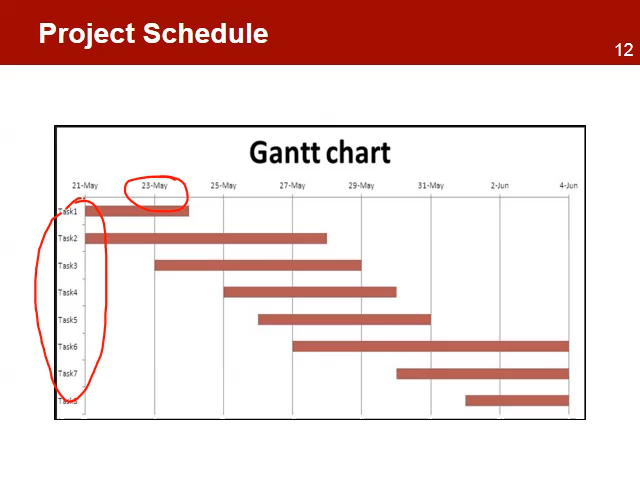 Project Schedule
12
Gantt chart
21-May 23-May 25-May 27-May 29-May 31-May 2-Jun 4-Jun
Task1
Task2
Task3
Task4
Task5
Task6
Task7